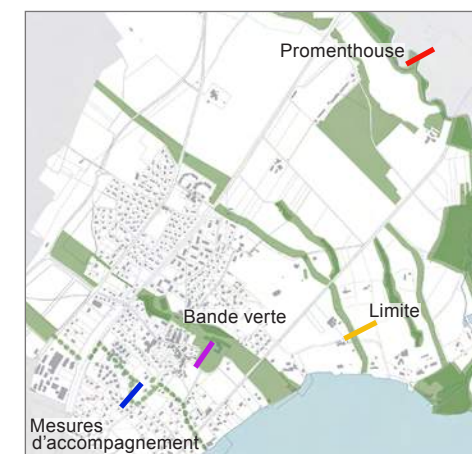 Promenthouse
Bande verte
Limite
Mesures
d'accompagnement